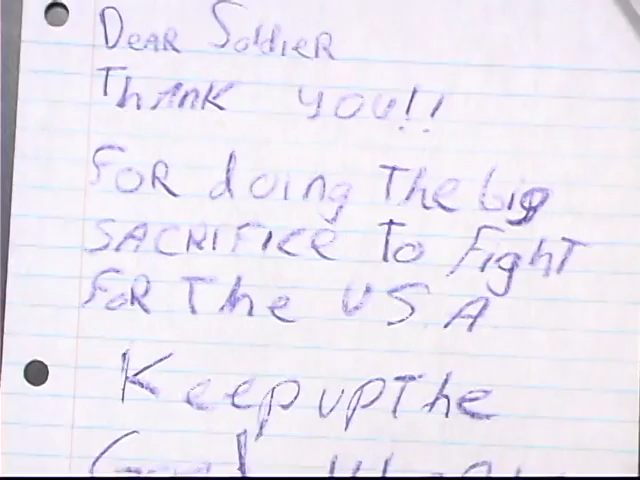 DEAR SOldiER
ThANK YOU!!
FOR doing The big
SACRIFICE To Fight
FOR The USA
Keep up The